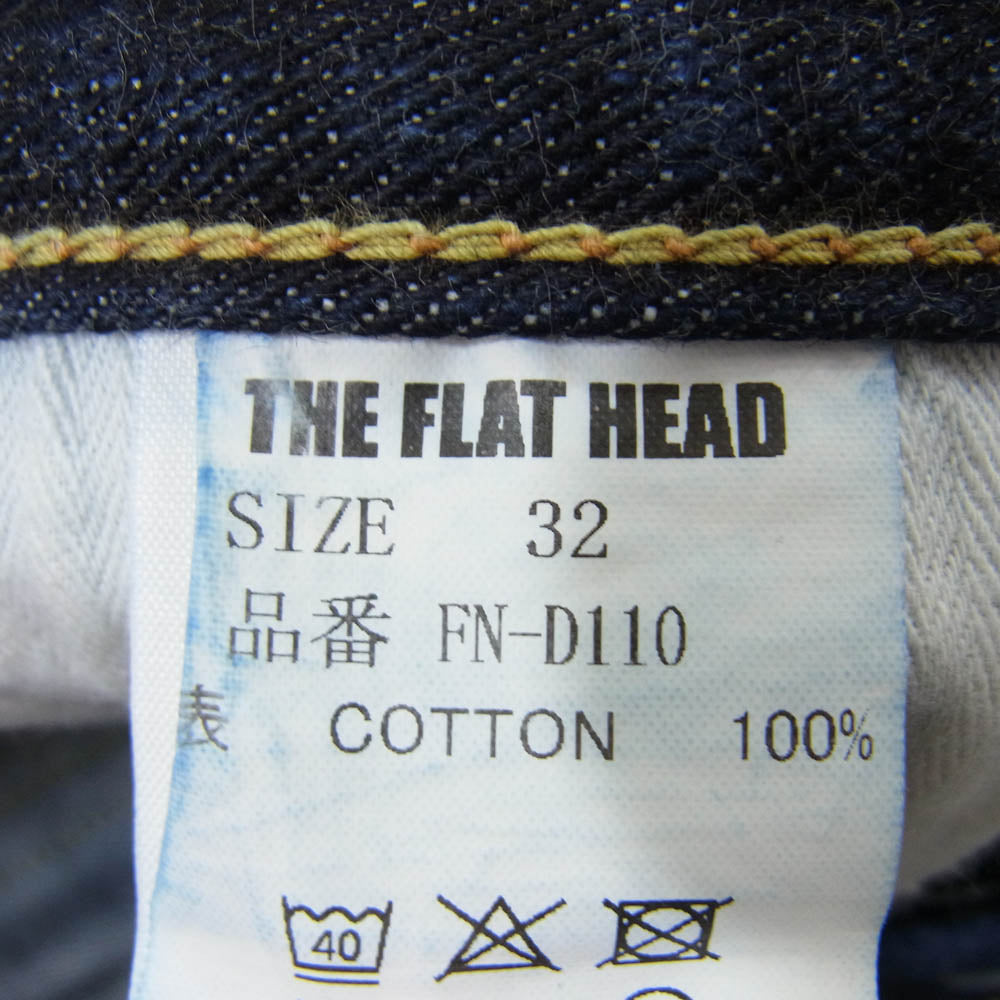 THE FLAT HEAD
SIZE 32
品番 FN-D110
表 COTTON 100%
40